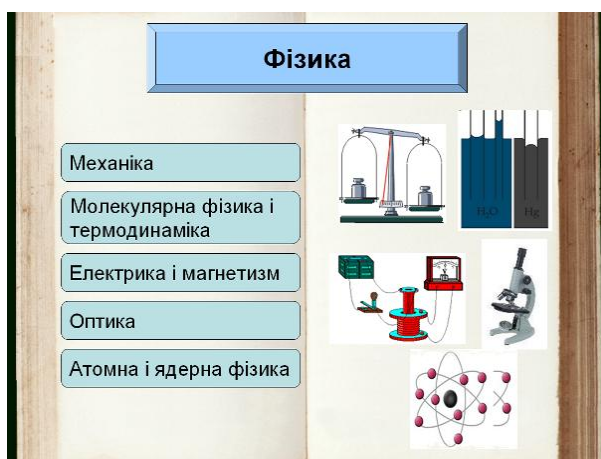 Фізика
Механіка
Молекулярна фізика і
термодинаміка
Електрика і магнетизм
Оптика
Атомна і ядерна фізика
H₂O
Hg